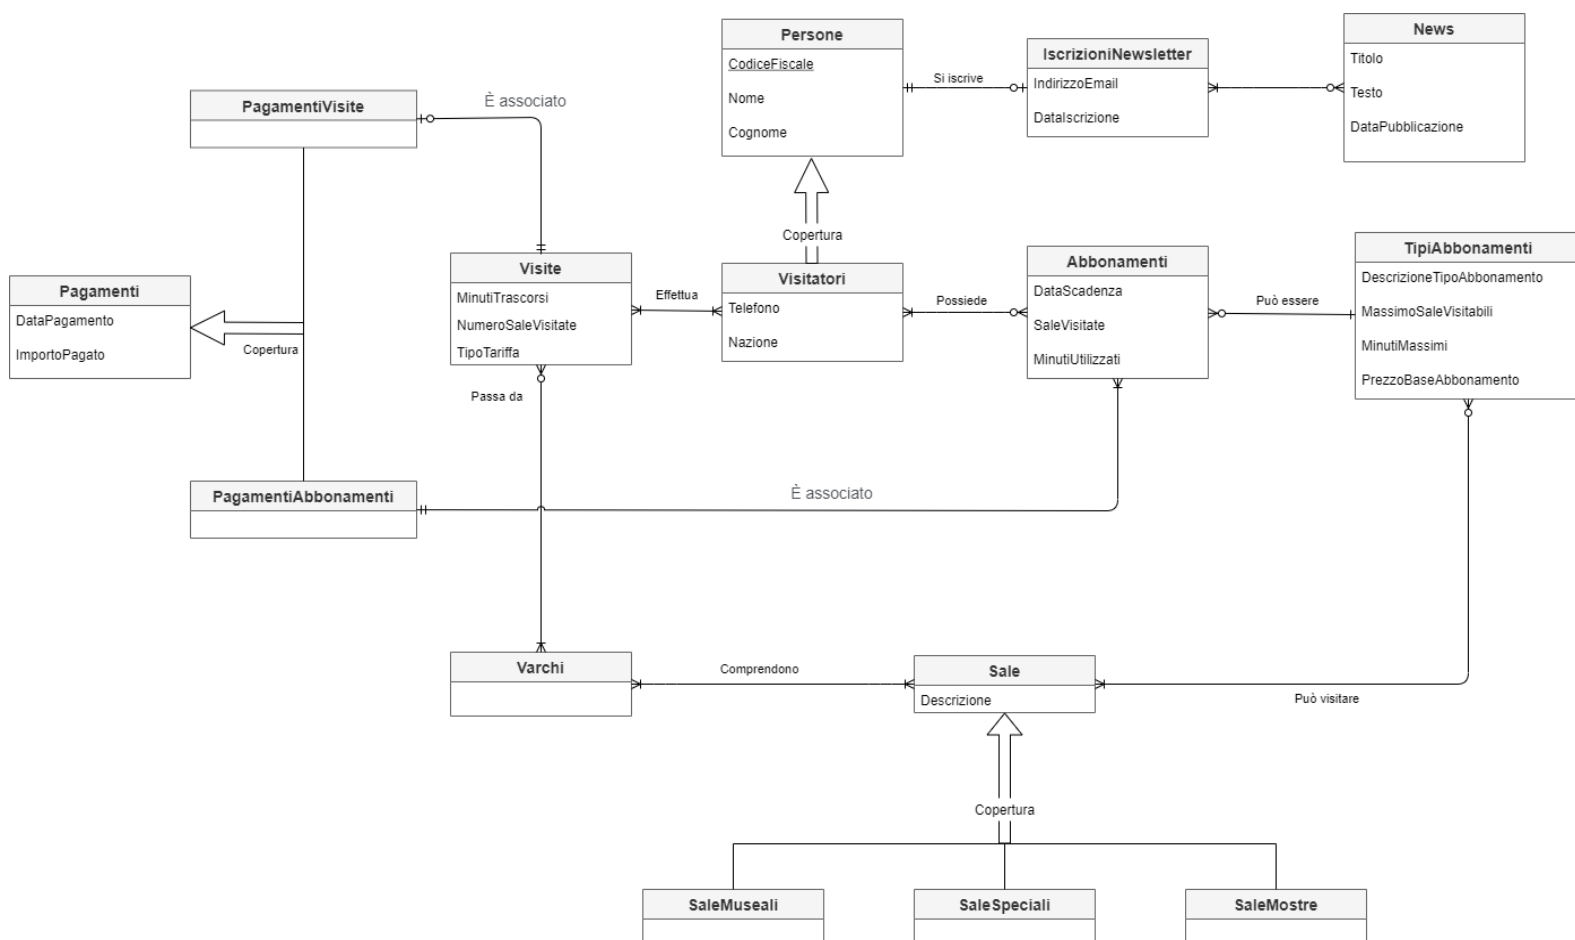 Persone
CodiceFiscale
Nome
Cognome
Si iscrive
IscrizioniNewsletter
IndirizzoEmail
DataIscrizione
News
Titolo
Testo
DataPubblicazione
PagamentiVisite
È associato
Copertura
Pagamenti
DataPagamento
ImportoPagato
Copertura
Visite
MinutiTrascorsi
NumeroSaleVisitate
TipoTariffa
Effettua
Visitatori
Telefono
Nazione
Possiede
Abbonamenti
DataScadenza
SaleVisitate
MinutiUtilizzati
Può essere
TipiAbbonamenti
DescrizioneTipoAbbonamento
MassimoSaleVisitabili
MinutiMassimi
PrezzoBaseAbbonamento
Passa da
PagamentiAbbonamenti
È associato
Varchi
Comprendono
Sale
Descrizione
Può visitare
Copertura
SaleMuseali
SaleSpeciali
SaleMostre